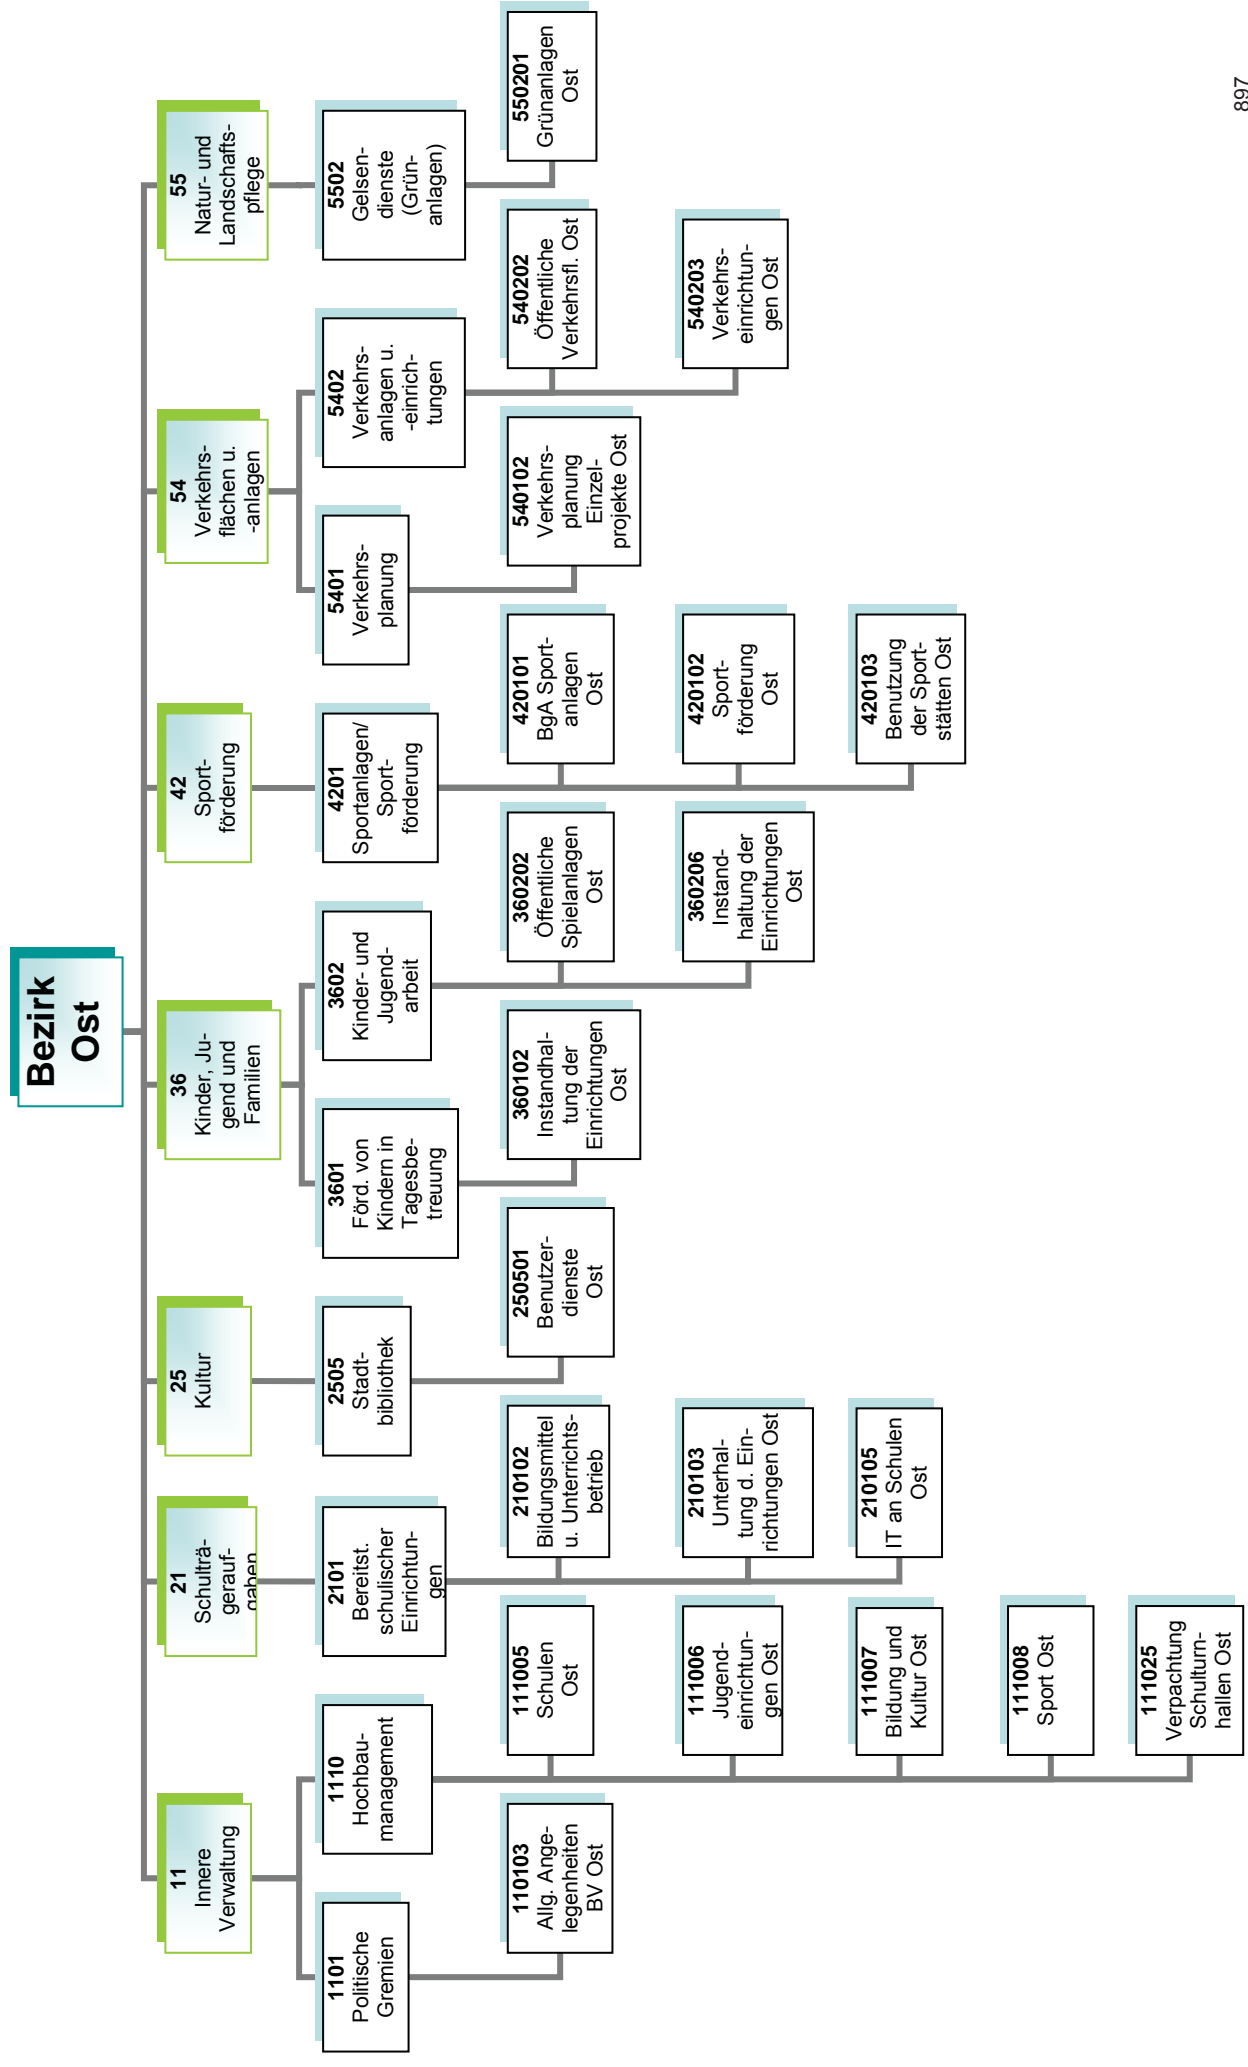 Bezirk
Ost
11
Innere
Verwaltung
1101
Politische
Gremien
110103
Allg. Ange-
legenheiten
BV Ost
1110
Hochbau-
management
111005
Schulen
Ost
111006
Jugend-
einrichtun-
gen Ost
111007
Bildung und
Kultur Ost
111008
Sport Ost
111025
Verpachtung
Schulturn-
hallen Ost
21
Schulträ-
gerauf-
gaben
2101
Bereitst.
schulischer
Einrichtun-
gen
210102
Bildungsmittel
u. Unterrichts-
betrieb
210103
Unterhal-
tung d. Ein-
richtungen Ost
210105
IT an Schulen
Ost
25
Kultur
2505
Stadt-
bibliothek
250501
Benutzer-
dienste
Ost
36
Kinder, Ju-
gend und
Familien
3601
Förd. von
Kindern in
Tagesbe-
treuung
360102
Instandhal-
tung der
Einrichtungen
Ost
3602
Kinder- und
Jugend-
arbeit
360202
Öffentliche
Spielanlagen
Ost
360206
Instand-
haltung der
Einrichtungen
Ost
42
Sport-
förderung
4201
Sportanlagen/
Sport-
förderung
420101
BgA Sport-
anlagen
Ost
420102
Sport-
förderung
Ost
420103
Benutzung
der Sport-
stätten Ost
54
Verkehrs-
flächen u.
-anlagen
5401
Verkehrs-
planung
540102
Verkehrs-
planung
Einzel-
projekte Ost
5402
Verkehrs-
anlagen u.
-einrich-
tungen
540202
Öffentliche
Verkehrsfl. Ost
540203
Verkehrs-
einrichtun-
gen Ost
55
Natur- und
Landschafts-
pflege
5502
Gelsen-
dienste
(Grün-
anlagen)
550201
Grünanlagen
Ost
897